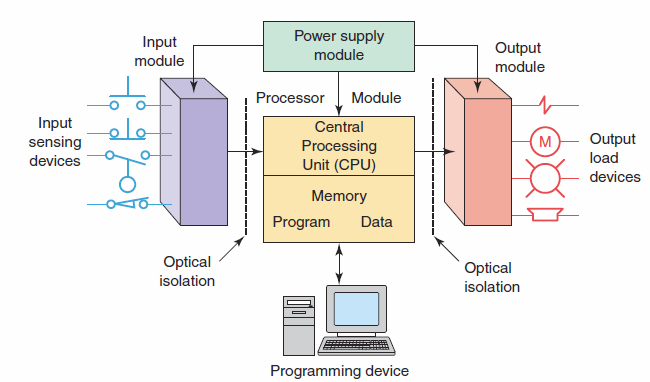 Power supply
module
Input
module
Output
module
Processor Module
Central
Processing
Unit (CPU)
Memory
Program Data
Input
sensing
devices
M
Output
load
devices
Optical
isolation
Optical
isolation
Programming device